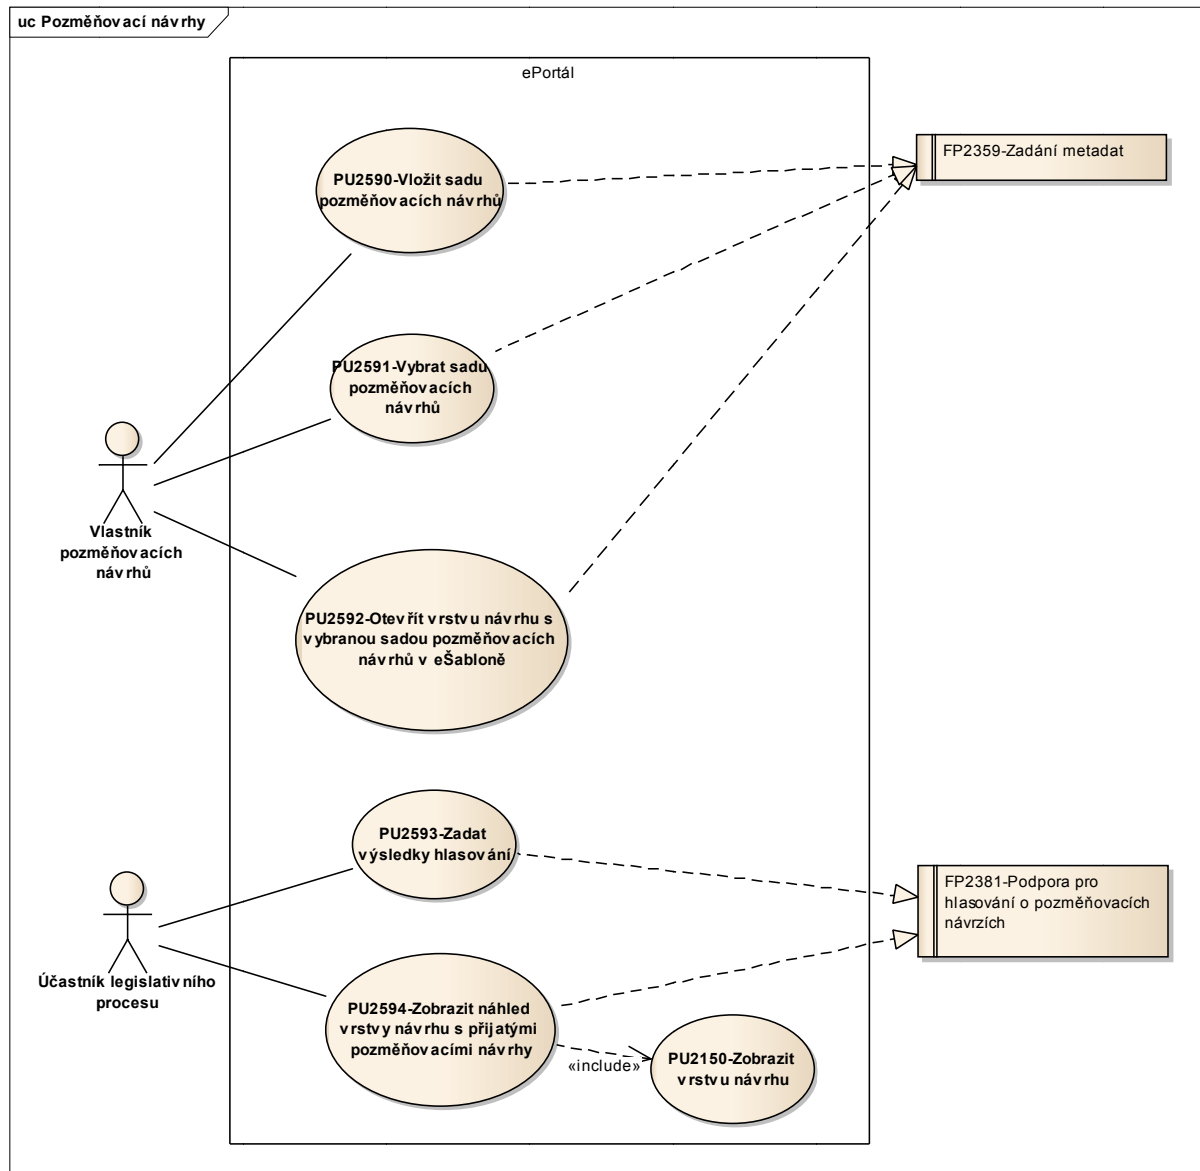 uc Pozměňovací návrhy
ePortál
PU2590-Vložit sadu
pozměňovacích návrhů
FP2359-Zadání metadat
PU2591-Vybrat sadu
pozměňovacích
návrhů
Vlastník
pozměňovacích
návrhů
PU2592-Otevřít vrstvu návrhu s
vybranou sadou pozměňovacích
návrhů v eŠabloně
PU2593-Zadat
výsledky hlasování
FP2381-Podpora pro
hlasování o pozměňovacích
návrzích
Účastník legislativního
procesu
PU2594-Zobrazit náhled
vrstvy návrhu s přijatými
pozměňovacími návrhy
«include»
PU2150-Zobrazit
vrstvu návrhu